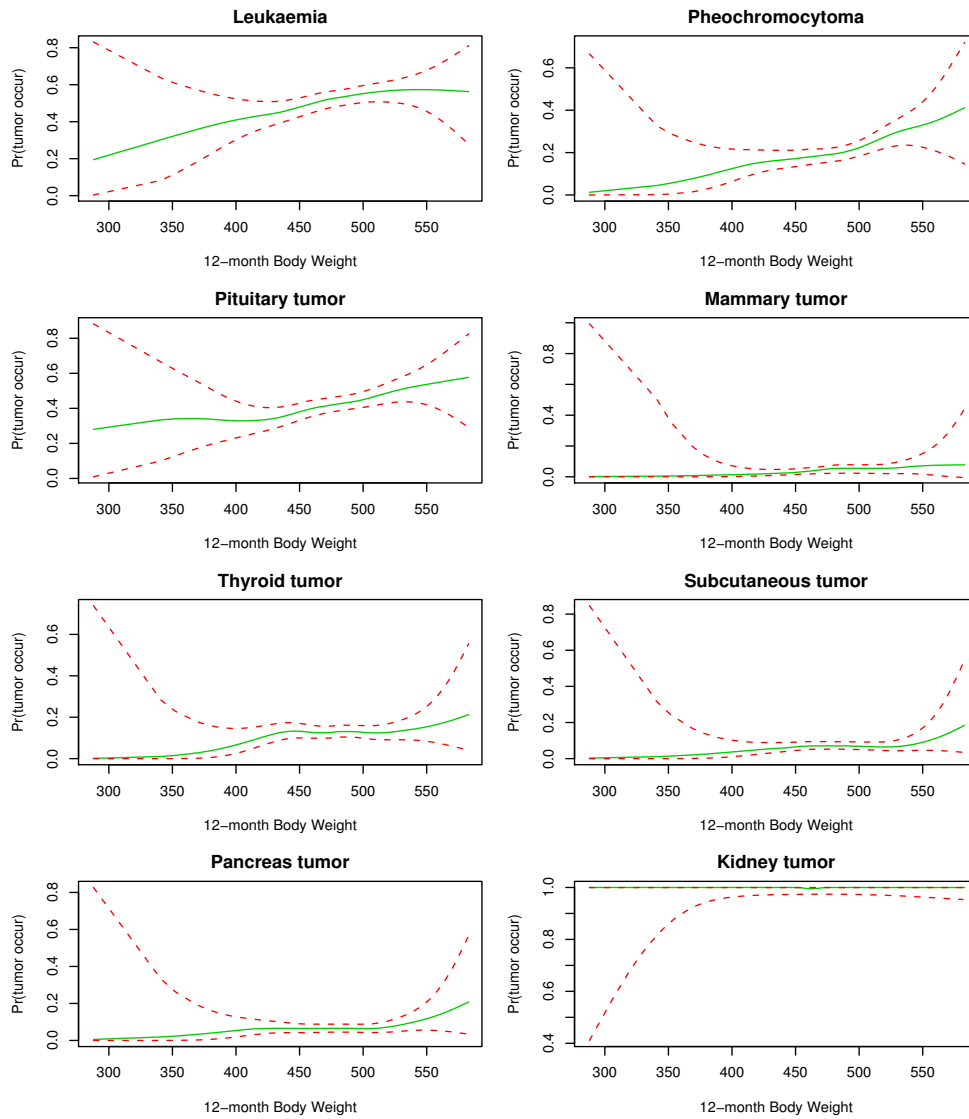 Leukaemia
Pr(tumor occur)
0.0 0.2 0.4 0.6 0.8
300 350 400 450 500 550
12−month Body Weight
Pheochromocytoma
Pr(tumor occur)
0.0 0.2 0.4 0.6
300 350 400 450 500 550
12−month Body Weight
Pituitary tumor
Pr(tumor occur)
0.0 0.2 0.4 0.6 0.8
300 350 400 450 500 550
12−month Body Weight
Mammary tumor
Pr(tumor occur)
0.0 0.4 0.8
300 350 400 450 500 550
12−month Body Weight
Thyroid tumor
Pr(tumor occur)
0.0 0.2 0.4 0.6
300 350 400 450 500 550
12−month Body Weight
Subcutaneous tumor
Pr(tumor occur)
0.0 0.2 0.4 0.6 0.8
300 350 400 450 500 550
12−month Body Weight
Pancreas tumor
Pr(tumor occur)
0.0 0.2 0.4 0.6 0.8
300 350 400 450 500 550
12−month Body Weight
Kidney tumor
Pr(tumor occur)
0.4 0.6 0.8 1.0
300 350 400 450 500 550
12−month Body Weight